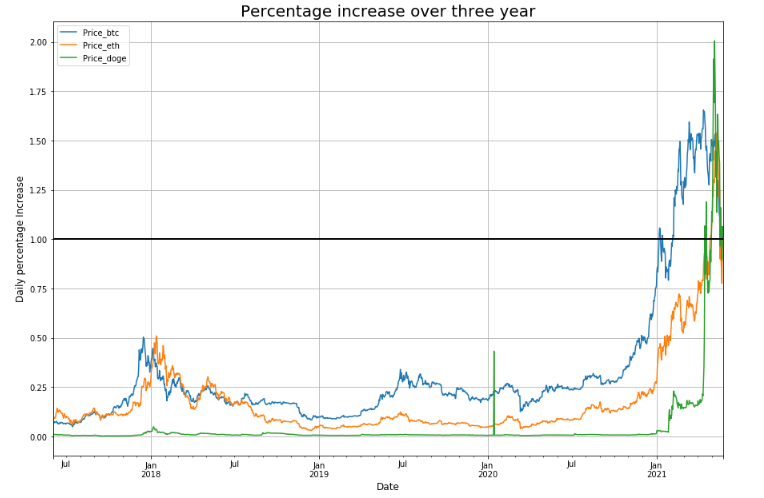 Percentage increase over three year
Price_btc
Price_eth
Price_doge
Daily percentage Increase
2.00
1.75
1.50
1.25
1.00
0.75
0.50
0.25
0.00
Jul Jan Jul Jan Jul Jan Jul Jan
2018 2019 2020 2021
Date